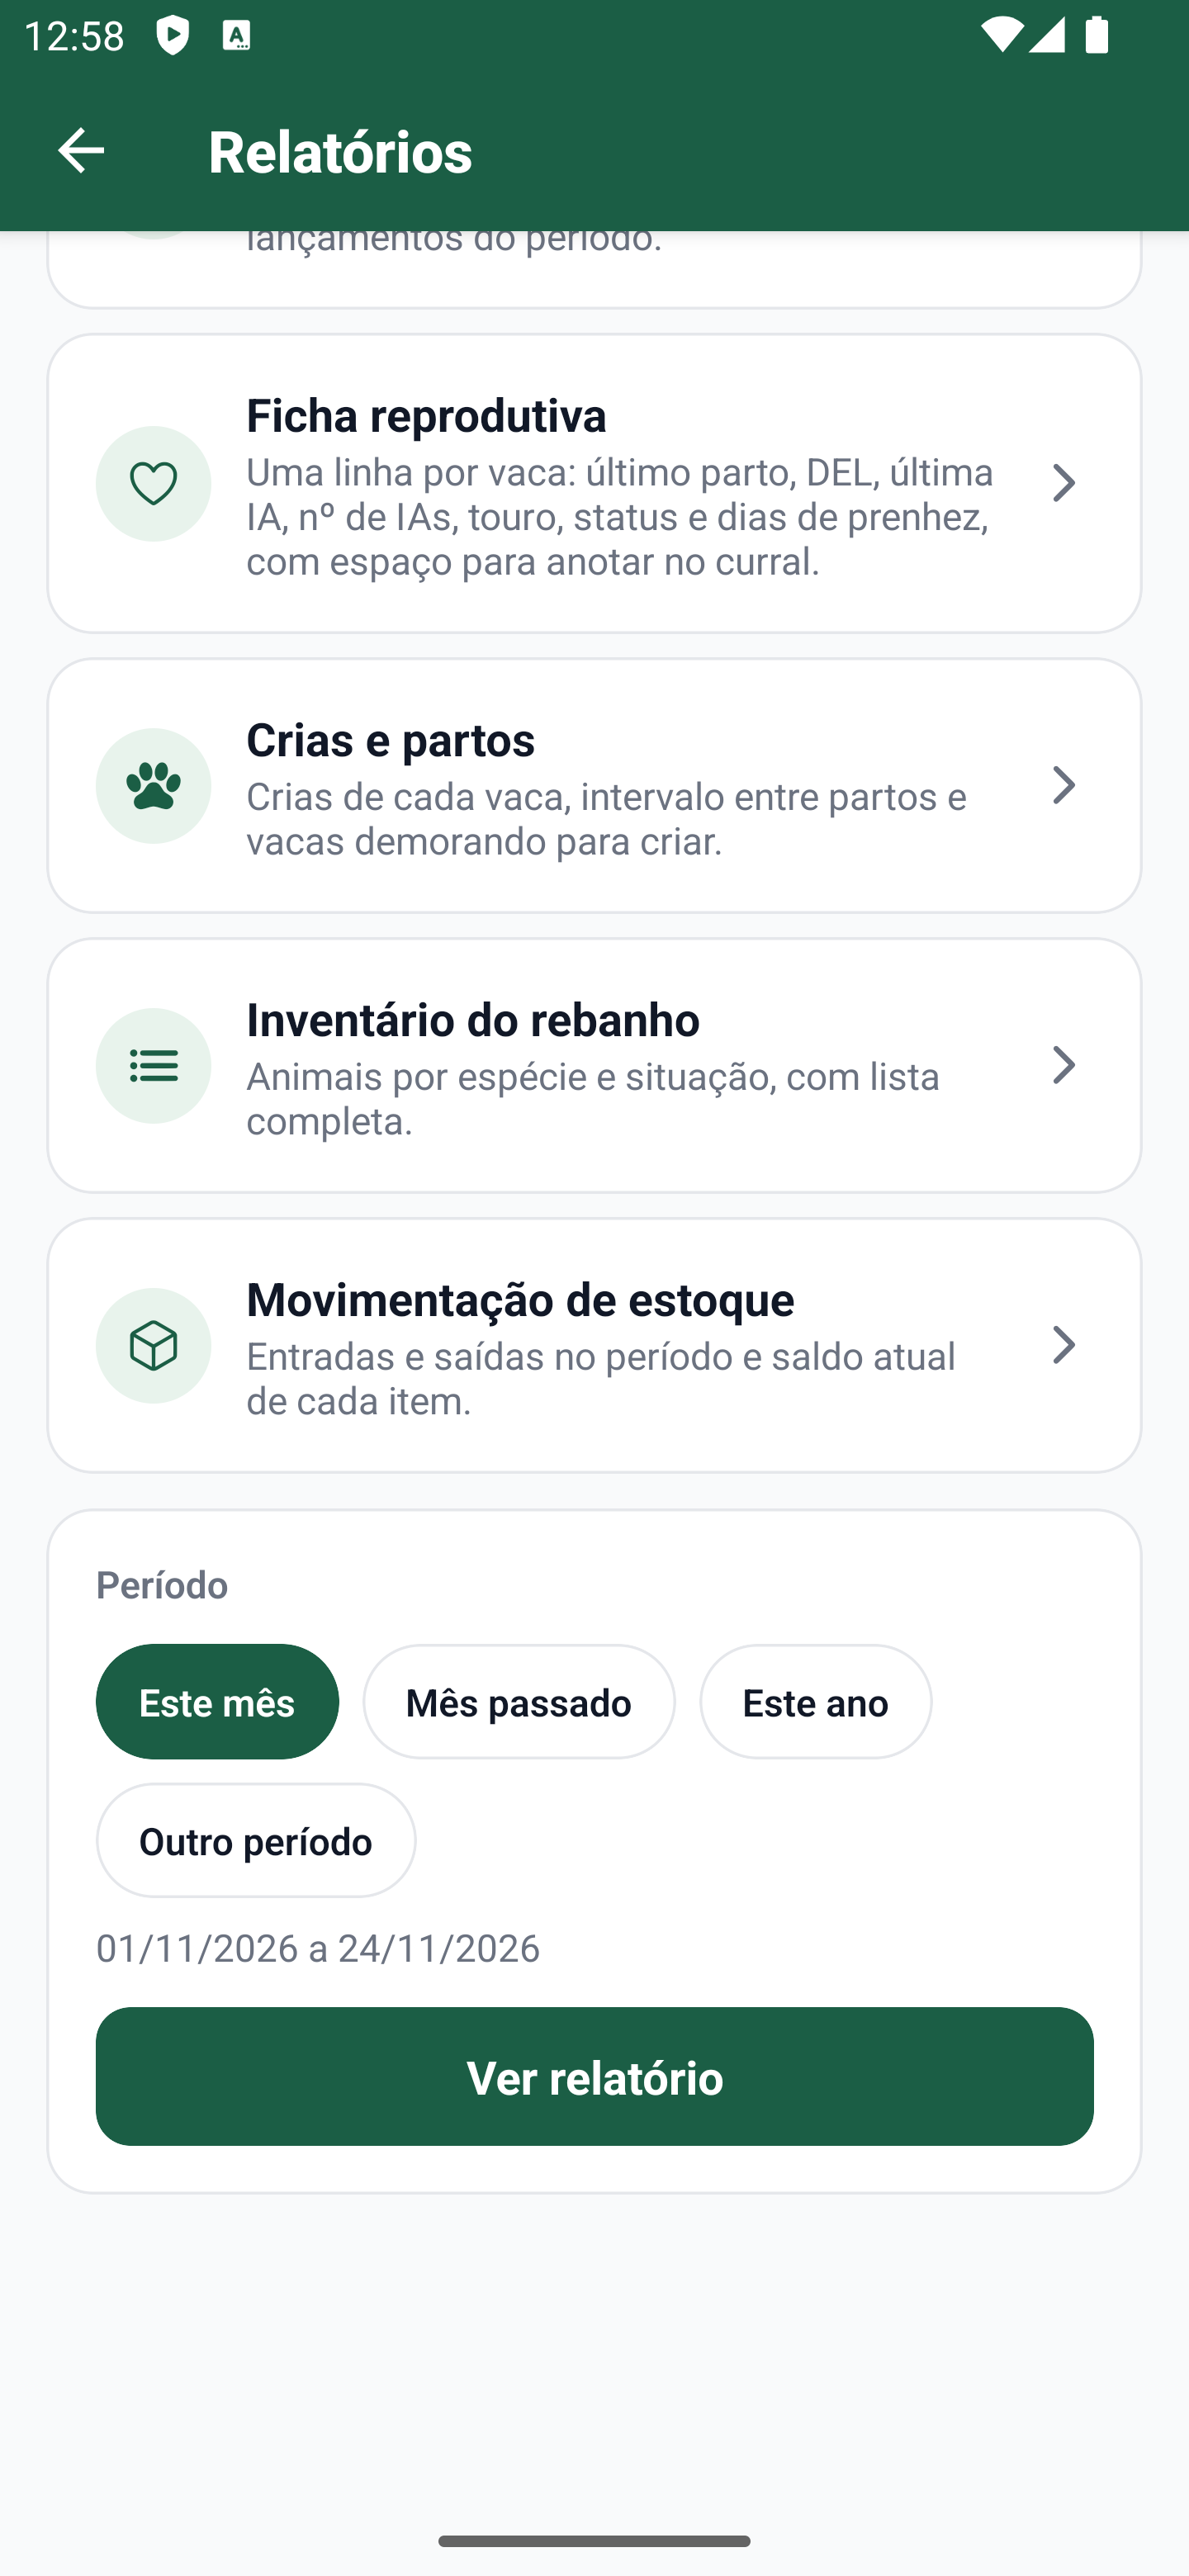 12:58
Relatórios
lançamentos do período.
Ficha reprodutiva
Uma linha por vaca: último parto, DEL, última
IA, nº de IAs, touro, status e dias de prenhez,
com espaço para anotar no curral.
Crias e partos
Crias de cada vaca, intervalo entre partos e
vacas demorando para criar.
Inventário do rebanho
Animais por espécie e situação, com lista
completa.
Movimentação de estoque
Entradas e saídas no período e saldo atual
de cada item.
Período
Este mês
Mês passado
Este ano
Outro período
01/11/2026 a 24/11/2026
Ver relatório